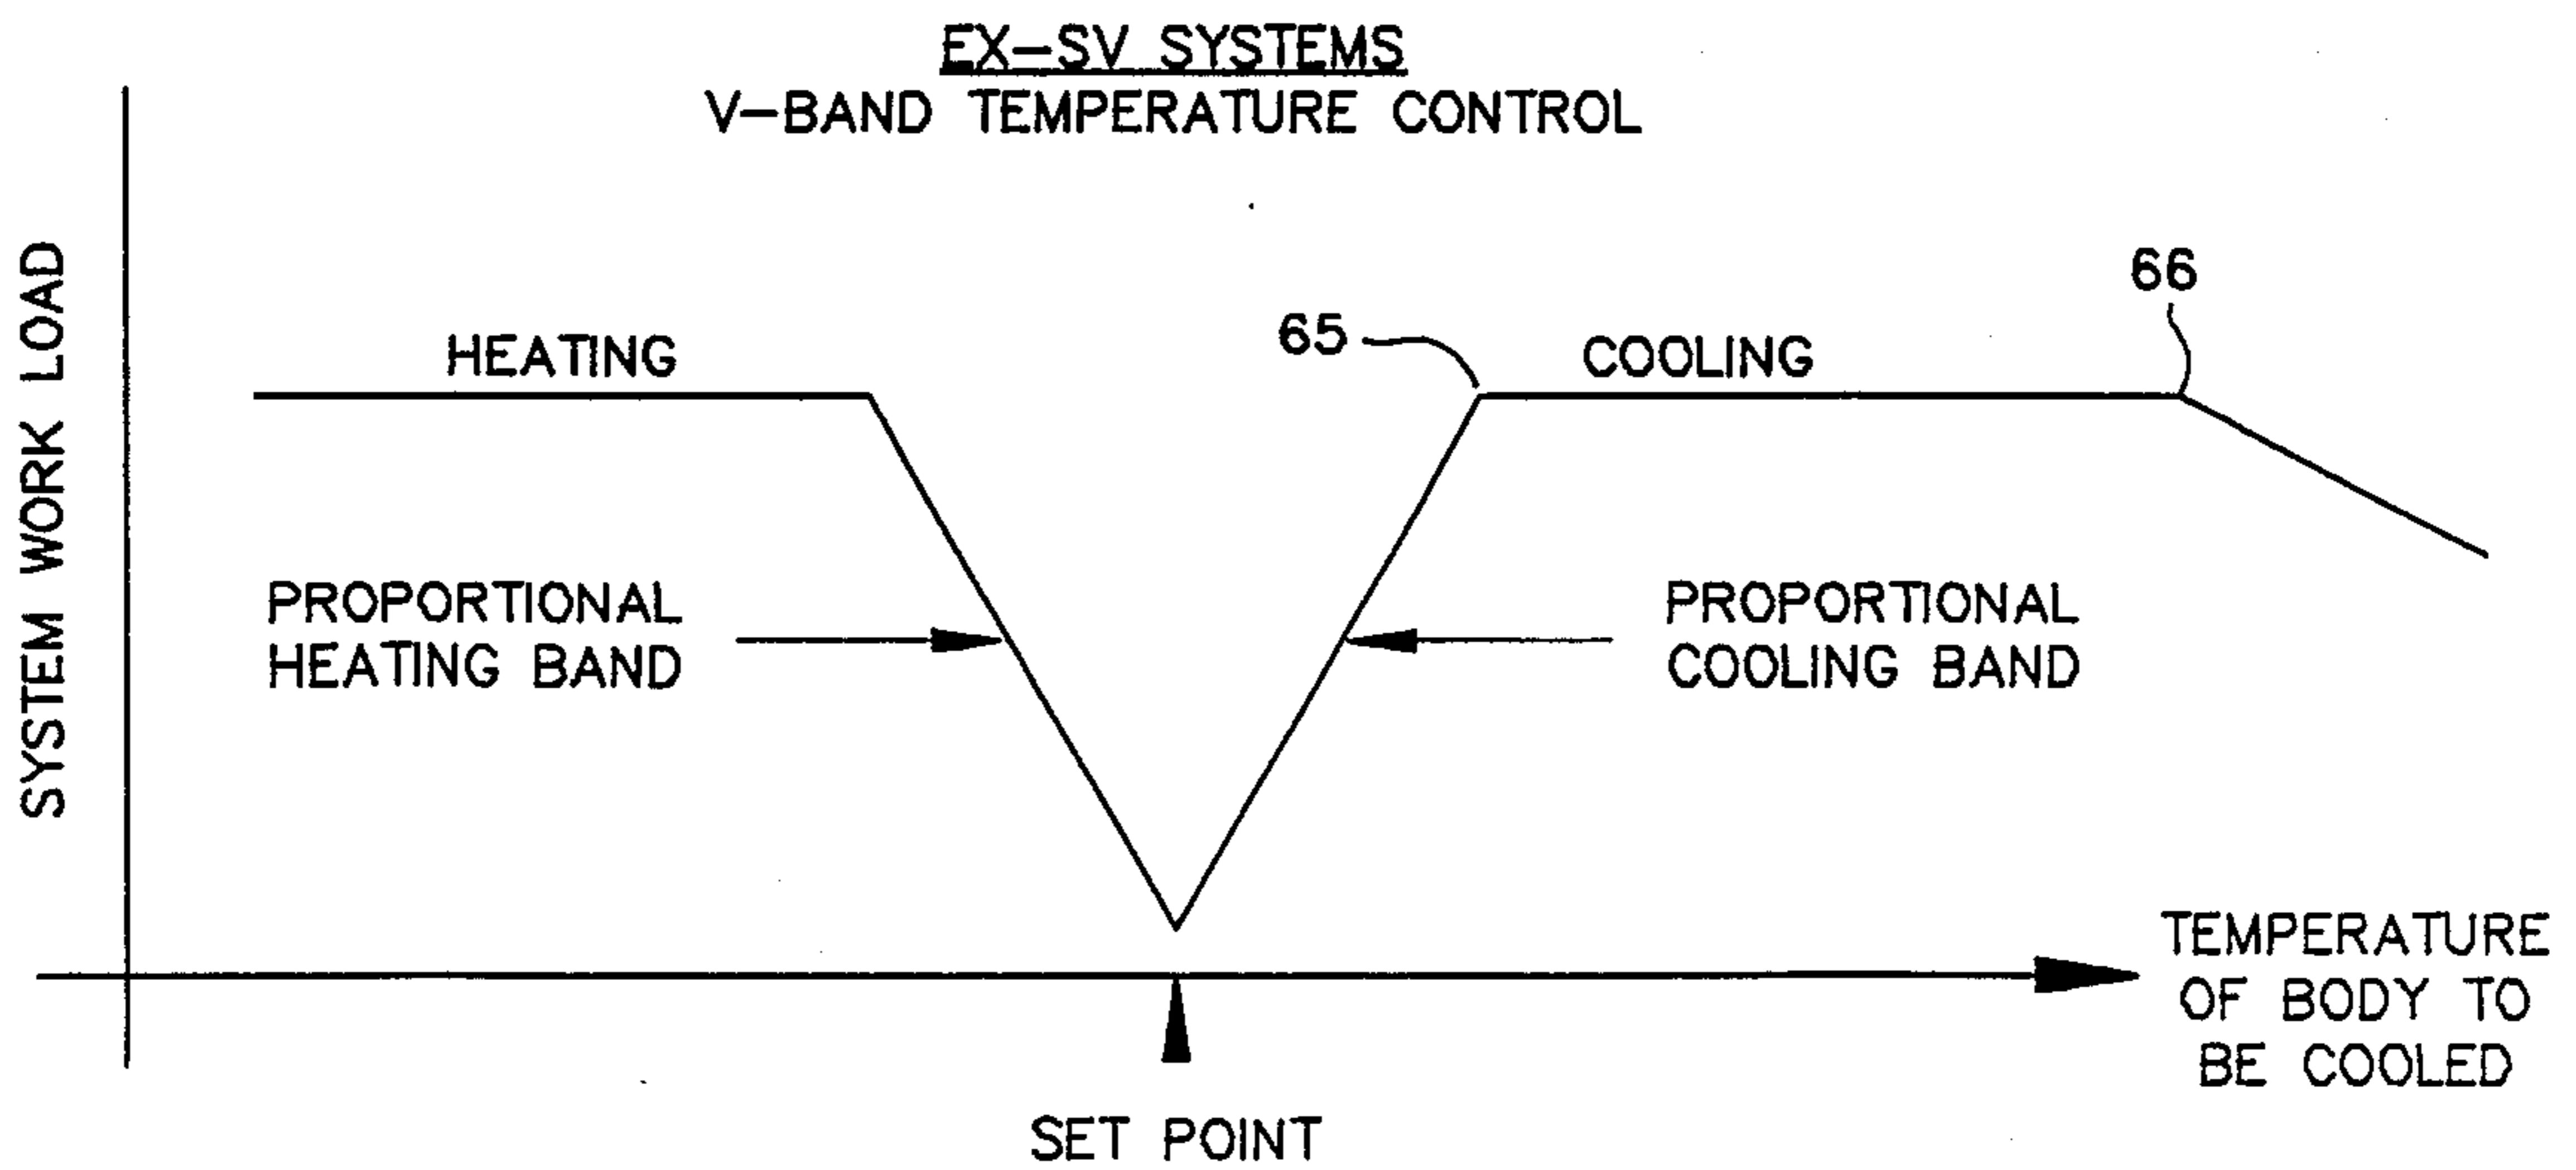 EX-SV SYSTEMS
V-BAND TEMPERATURE CONTROL
SYSTEM WORK LOAD
HEATING
65
COOLING
66
PROPORTIONAL
HEATING BAND
PROPORTIONAL
COOLING BAND
TEMPERATURE
OF BODY TO
BE COOLED
SET POINT